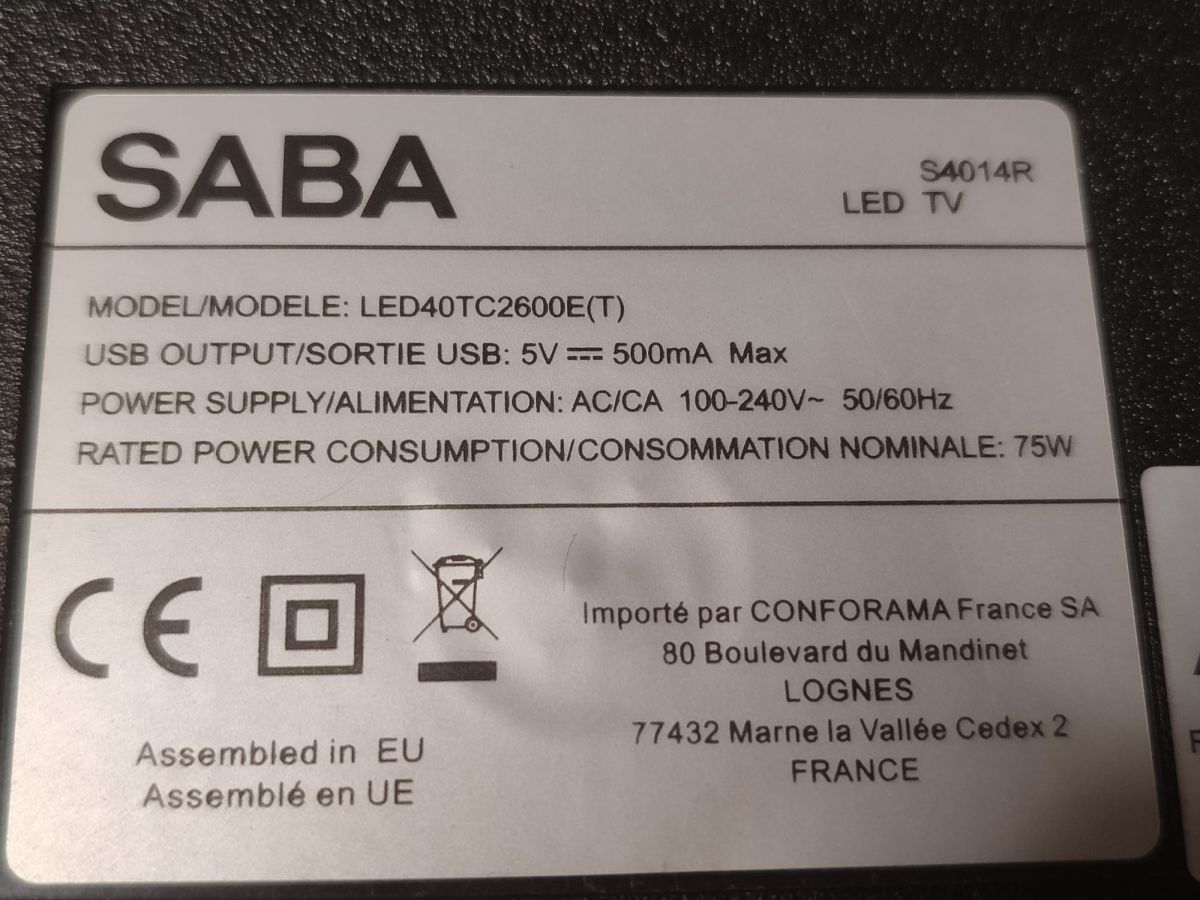 SABA
S4014R
LED TV
MODEL/MODELE: LED40TC2600E(T)
USB OUTPUT/SORTIE USB: 5V ⎓ 500mA Max
POWER SUPPLY/ALIMENTATION: AC/CA 100-240V~ 50/60Hz
RATED POWER CONSUMPTION/CONSOMMATION NOMINALE: 75W
CE
Assembled in EU
Assemblé en UE
Importé par CONFORAMA France SA
80 Boulevard du Mandinet
LOGNES
77432 Marne la Vallée Cedex 2
FRANCE